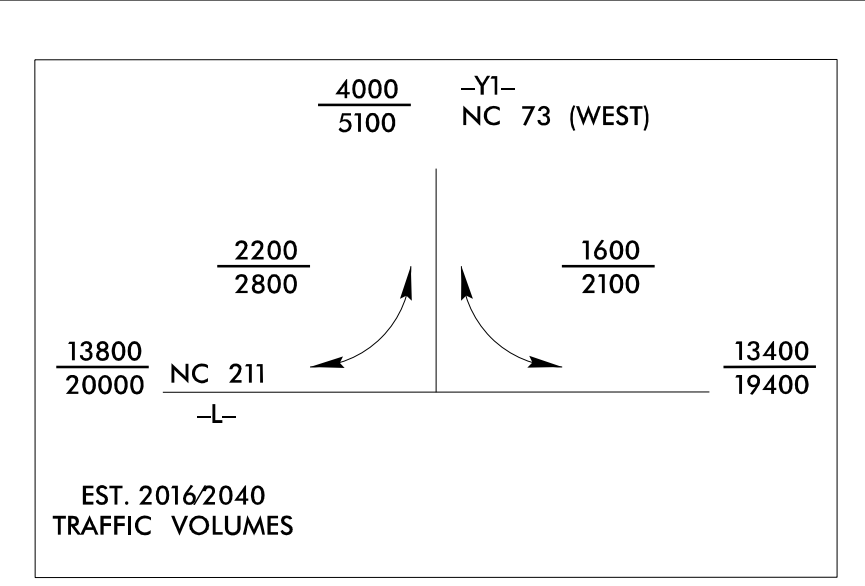 4000
5100
–Y1–
NC 73 (WEST)
2200
2800
1600
2100
13800
20000
NC 211
–L–
13400
19400
EST. 2016/2040
TRAFFIC VOLUMES